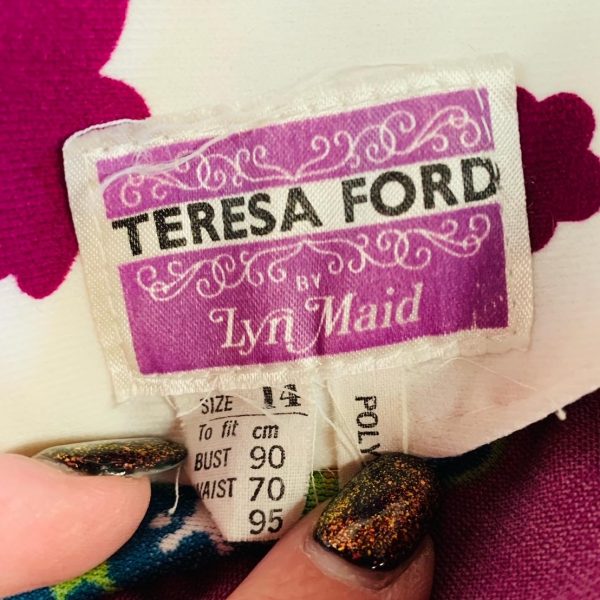 TERESA FORD
BY
Lyn Maid
SIZE 14
To fit cm
BUST 90
WAIST 70
95
POLY